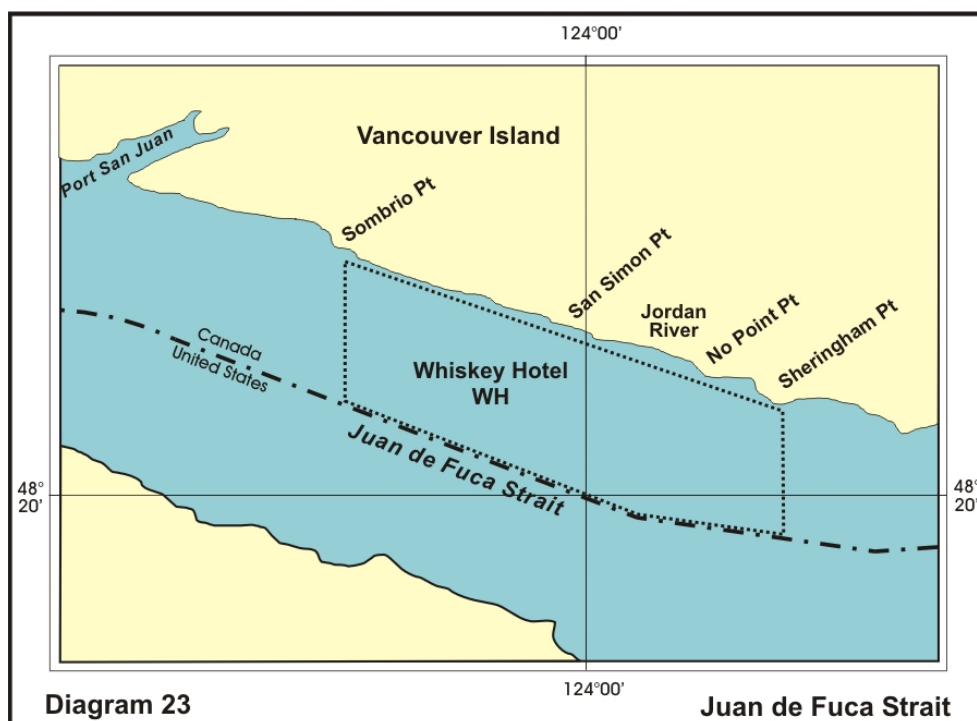 124°00'
Vancouver Island
Port San Juan
Sombrio Pt
San Simon Pt
Jordan
River
No Point Pt
Sheringham Pt
Canada
United States
Whiskey Hotel
WH
Juan de Fuca Strait
48°
20'
48°
20'
124°00'
Diagram 23
Juan de Fuca Strait